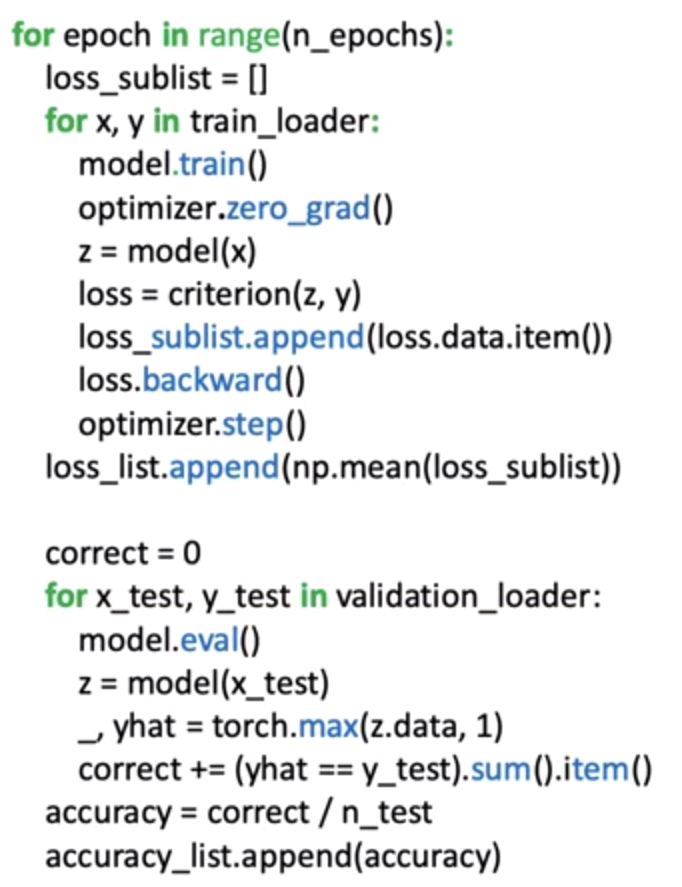 for epoch in range(n_epochs):
loss_sublist = []
for x, y in train_loader:
model.train()
optimizer.zero_grad()
z = model(x)
loss = criterion(z, y)
loss_sublist.append(loss.data.item())
loss.backward()
optimizer.step()
loss_list.append(np.mean(loss_sublist))
correct = 0
for x_test, y_test in validation_loader:
model.eval()
z = model(x_test)
_, yhat = torch.max(z.data, 1)
correct += (yhat == y_test).sum().item()
accuracy = correct / n_test
accuracy_list.append(accuracy)